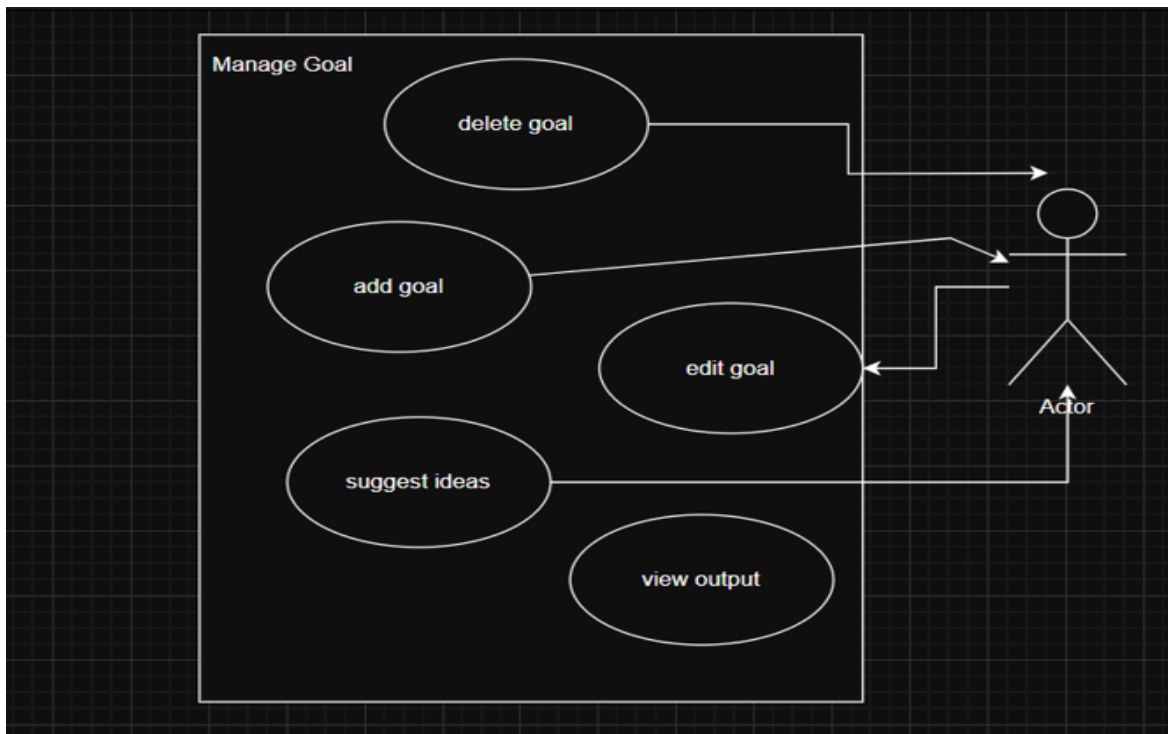 Manage Goal
delete goal
add goal
edit goal
Actor
suggest ideas
view output